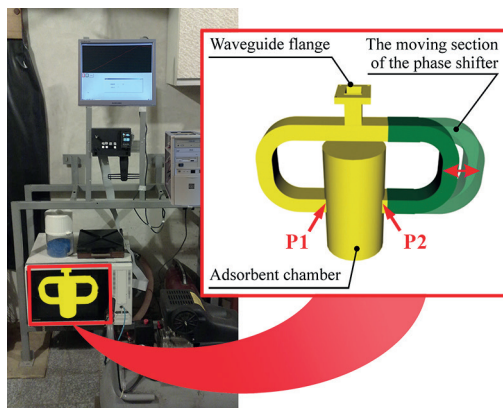 Waveguide flange
The moving section
of the phase shifter
P1
P2
Adsorbent chamber